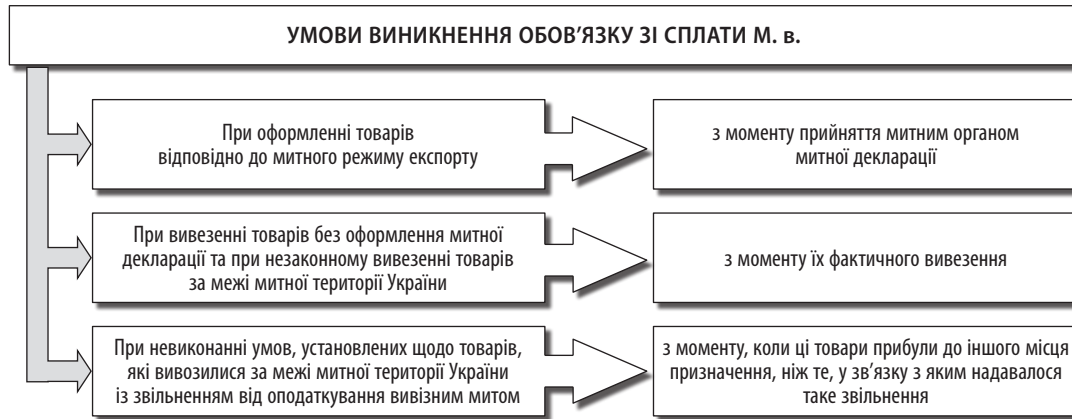 УМОВИ ВИНИКНЕННЯ ОБОВ’ЯЗКУ ЗІ СПЛАТИ М. в.
При оформленні товарів
відповідно до митного режиму експорту
з моменту прийняття митним органом
митної декларації
При вивезенні товарів без оформлення митної
декларації та при незаконному вивезенні товарів
за межі митної території України
з моменту їх фактичного вивезення
При невиконанні умов, установлених щодо товарів,
які вивозилися за межі митної території України
із звільненням від оподаткування вивізним митом
з моменту, коли ці товари прибули до іншого місця
призначення, ніж те, у зв’язку з яким надавалося
таке звільнення